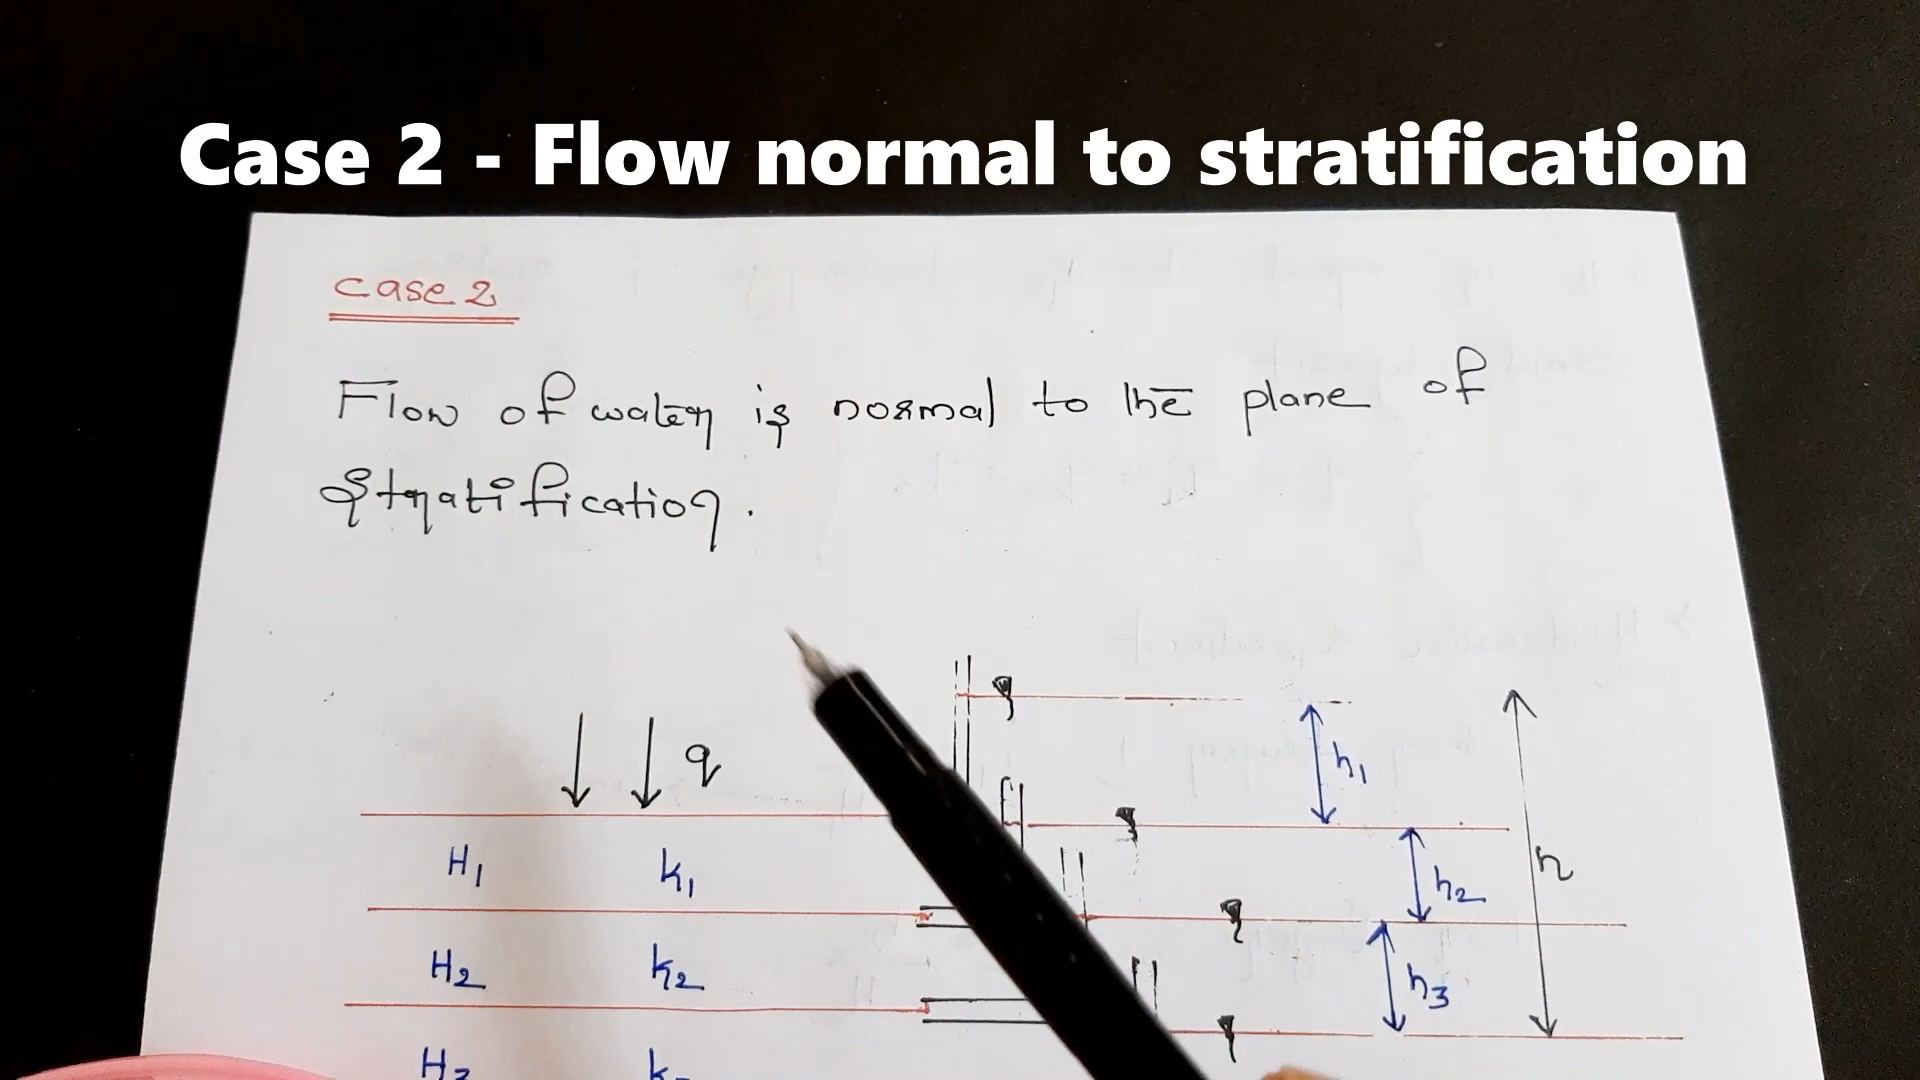 Case 2 - Flow normal to stratification
Case 2
Flow of water is normal to the plane of
stratification.
q
h1
H1 k1
h2
h
H2 k2
h3
H3